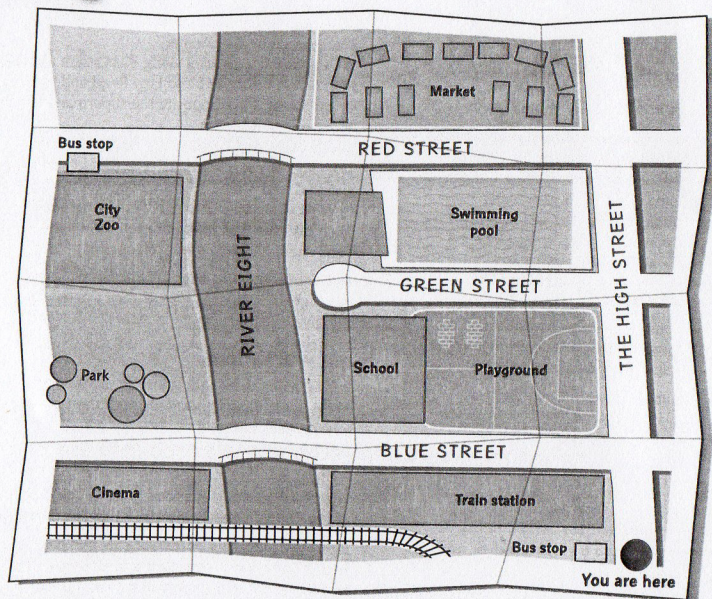 Market
Bus stop
RED STREET
City
Zoo
Swimming
pool
THE HIGH STREET
RIVER EIGHT
GREEN STREET
Park
School
Playground
BLUE STREET
Cinema
Train station
Bus stop
You are here